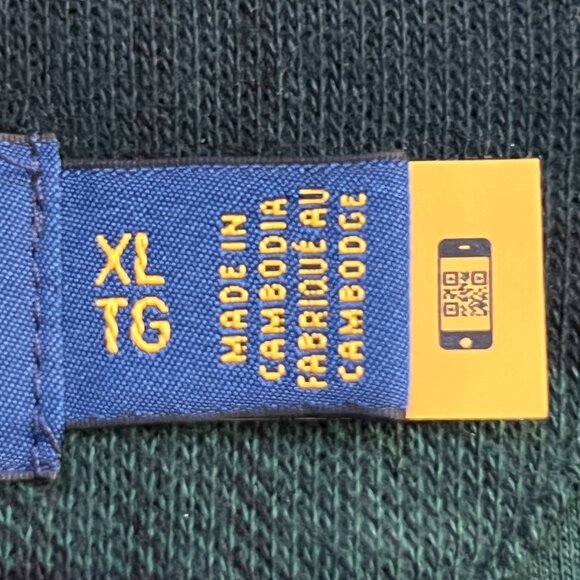 XL
TG
MADE IN
CAMBODIA
FABRIQUÉ AU
CAMBODGE